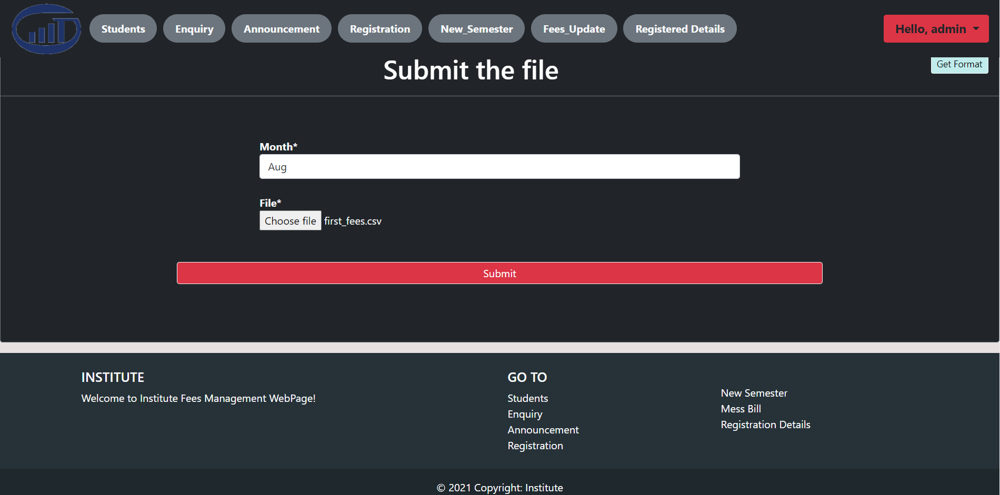 Students Enquiry Announcement Registration New_Semester Fees_Update Registered Details Hello, admin
Submit the file
Get Format
Month*
Aug
File*
Choose file first_fees.csv
Submit
INSTITUTE
Welcome to Institute Fees Management WebPage!
GO TO
Students
Enquiry
Announcement
Registration
New Semester
Mess Bill
Registration Details
© 2021 Copyright: Institute